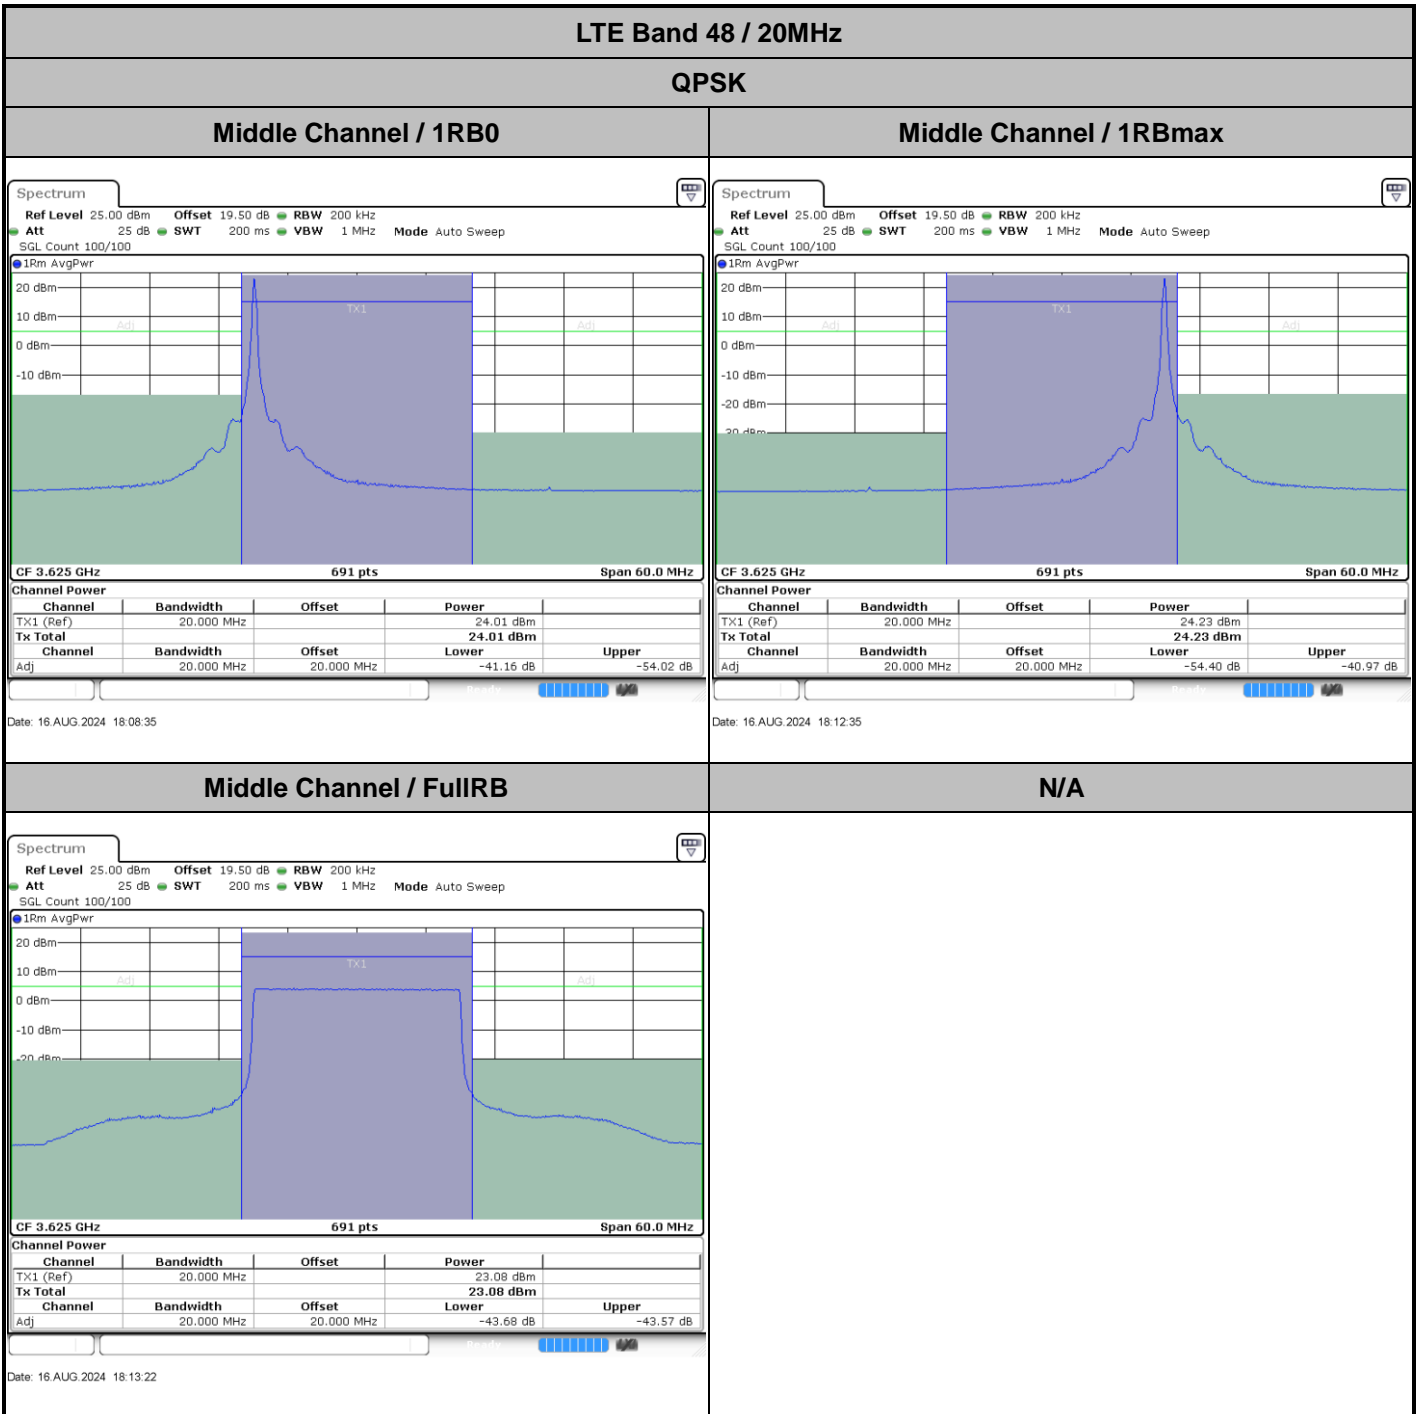 LTE Band 48 / 20MHz
QPSK
Middle Channel / 1RB0
Middle Channel / 1RBmax
Spectrum
Ref Level 25.00 dBm Offset 19.50 dB RBW 200 kHz
Att 25 dB SWT 200 ms VBW 1 MHz Mode Auto Sweep
SGL Count 100/100
1Rm AvgPwr
20 dBm
10 dBm
0 dBm
-10 dBm
Adj
TX1
Adj
CF 3.625 GHz 691 pts Span 60.0 MHz
Channel Power
Channel Bandwidth Offset Power
TX1 (Ref) 20.000 MHz 24.01 dBm
Tx Total 24.01 dBm
Channel Bandwidth Offset Lower Upper
Adj 20.000 MHz 20.000 MHz -41.16 dB -54.02 dB
Ready
Date: 16.AUG.2024 18:08:35
Spectrum
Ref Level 25.00 dBm Offset 19.50 dB RBW 200 kHz
Att 25 dB SWT 200 ms VBW 1 MHz Mode Auto Sweep
SGL Count 100/100
1Rm AvgPwr
20 dBm
10 dBm
0 dBm
-10 dBm
-20 dBm
30 dBm
Adj
TX1
Adj
CF 3.625 GHz 691 pts Span 60.0 MHz
Channel Power
Channel Bandwidth Offset Power
TX1 (Ref) 20.000 MHz 24.23 dBm
Tx Total 24.23 dBm
Channel Bandwidth Offset Lower Upper
Adj 20.000 MHz 20.000 MHz -54.40 dB -40.97 dB
Ready
Date: 16.AUG.2024 18:12:35
Middle Channel / FullRB
N/A
Spectrum
Ref Level 25.00 dBm Offset 19.50 dB RBW 200 kHz
Att 25 dB SWT 200 ms VBW 1 MHz Mode Auto Sweep
SGL Count 100/100
1Rm AvgPwr
20 dBm
10 dBm
0 dBm
-10 dBm
-20 dBm
Adj
TX1
Adj
CF 3.625 GHz 691 pts Span 60.0 MHz
Channel Power
Channel Bandwidth Offset Power
TX1 (Ref) 20.000 MHz 23.08 dBm
Tx Total 23.08 dBm
Channel Bandwidth Offset Lower Upper
Adj 20.000 MHz 20.000 MHz -43.68 dB -43.57 dB
Ready
Date: 16.AUG.2024 18:13:22